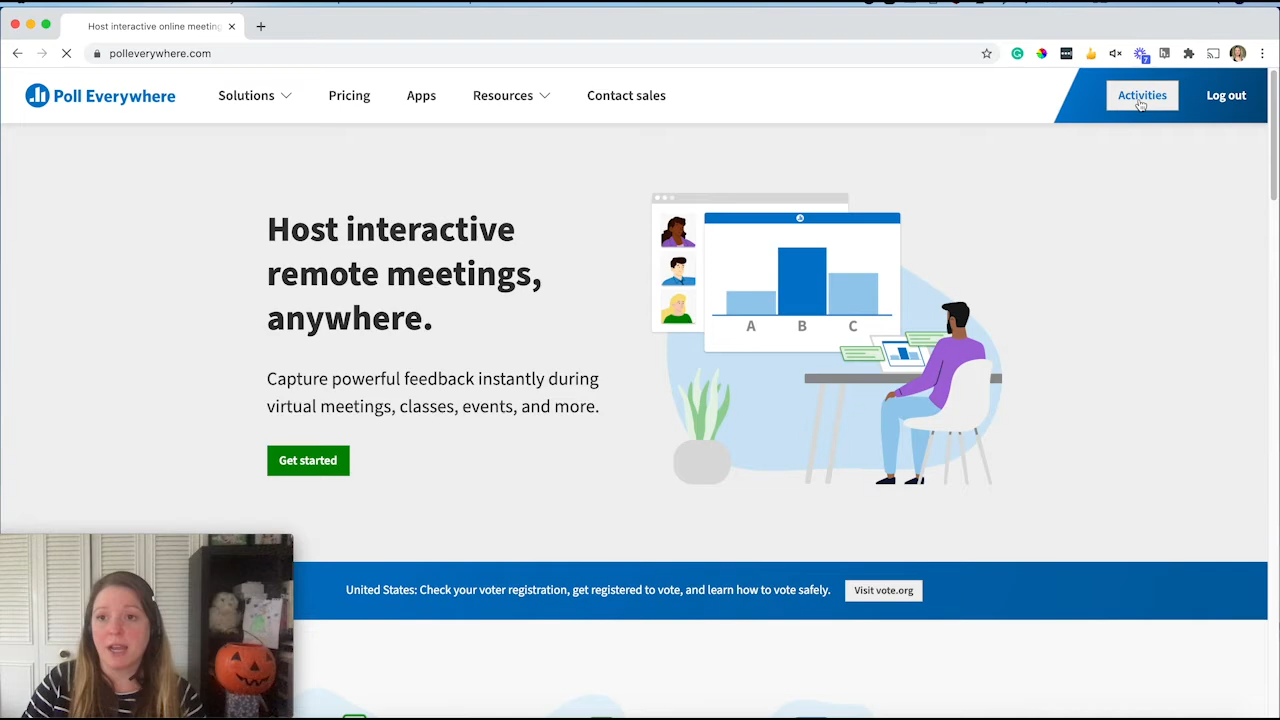 Host interactive online meeting
polleverywhere.com
7
Poll Everywhere
Solutions
Pricing
Apps
Resources
Contact sales
Activities
Log out
Host interactive
remote meetings,
anywhere.
Capture powerful feedback instantly during
virtual meetings, classes, events, and more.
Get started
A B C
United States: Check your voter registration, get registered to vote, and learn how to vote safely.
Visit vote.org